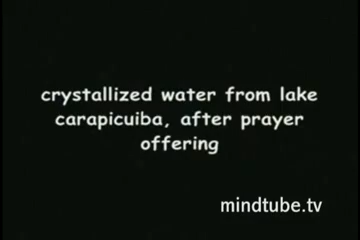 crystallized water from lake
carapicuiba, after prayer
offering
mindtube.tv